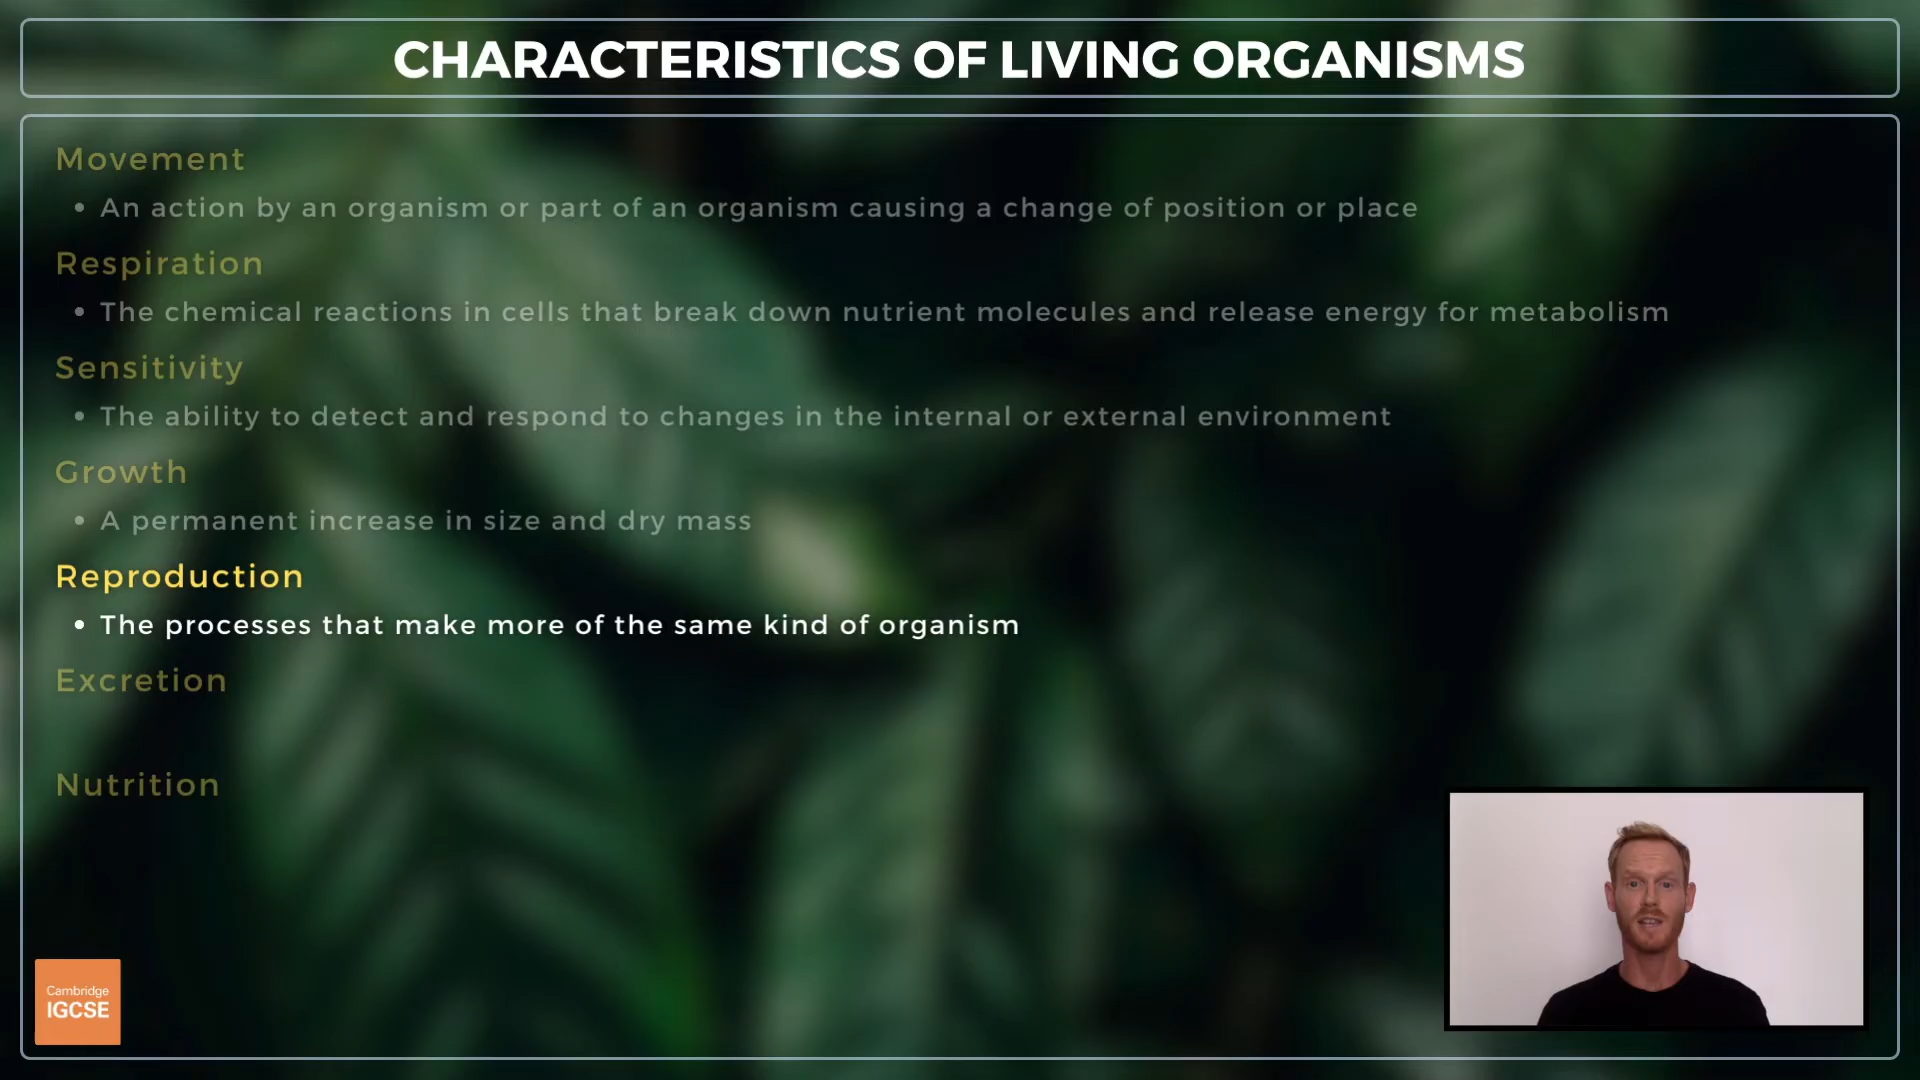 CHARACTERISTICS OF LIVING ORGANISMS
Movement
• An action by an organism or part of an organism causing a change of position or place
Respiration
• The chemical reactions in cells that break down nutrient molecules and release energy for metabolism
Sensitivity
• The ability to detect and respond to changes in the internal or external environment
Growth
• A permanent increase in size and dry mass
Reproduction
• The processes that make more of the same kind of organism
Excretion
Nutrition
Cambridge
IGCSE